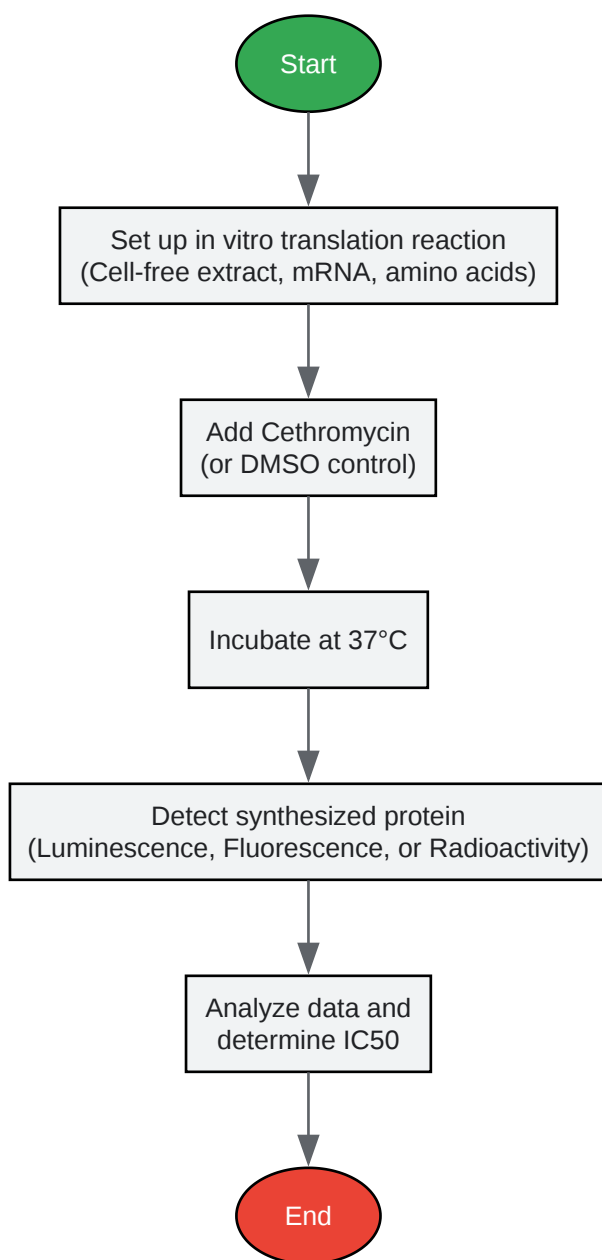 Start
Set up in vitro translation reaction
(Cell-free extract, mRNA, amino acids)
Add Cethromycin
(or DMSO control)
Incubate at 37°C
Detect synthesized protein
(Luminescence, Fluorescence, or Radioactivity)
Analyze data and
determine IC50
End